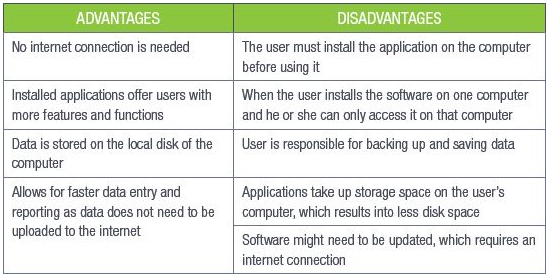 ADVANTAGES
DISADVANTAGES
No internet connection is needed
The user must install the application on the computer
before using it
Installed applications offer users with
more features and functions
When the user installs the software on one computer
and he or she can only access it on that computer
Data is stored on the local disk of the
computer
User is responsible for backing up and saving data
Allows for faster data entry and
reporting as data does not need to be
uploaded to the internet
Applications take up storage space on the user's
computer, which results into less disk space
Software might need to be updated, which requires an
internet connection